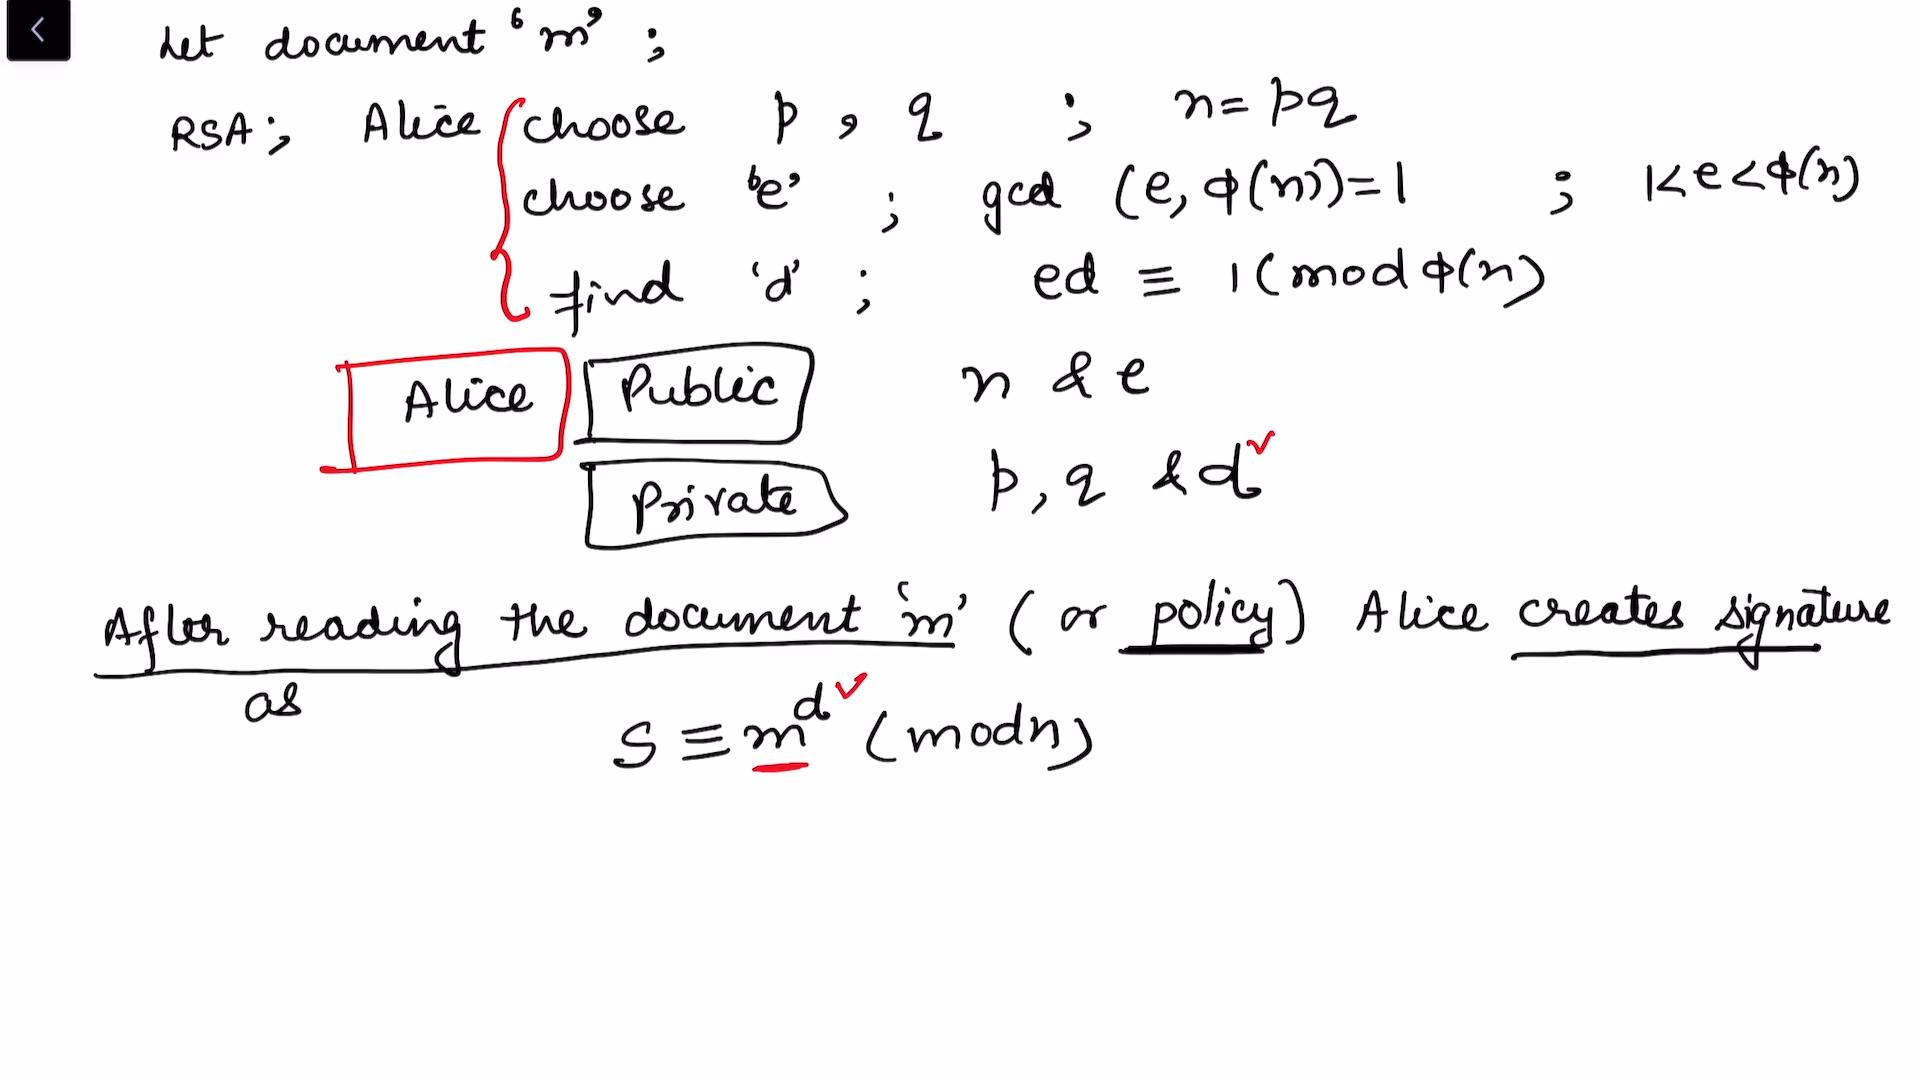 Let document 'm' ;
RSA ; Alice choose p , q ; n = pq
choose 'e' ; gcd (e, φ(n)) = 1 ; 1 < e < φ(n)
find 'd' ; ed ≡ 1 (mod φ(n)
Alice Public n & e
Private p, q & d ✓
After reading the document 'm' (or policy) Alice creates signature
as
S ≡ m^d ✓ (mod n)